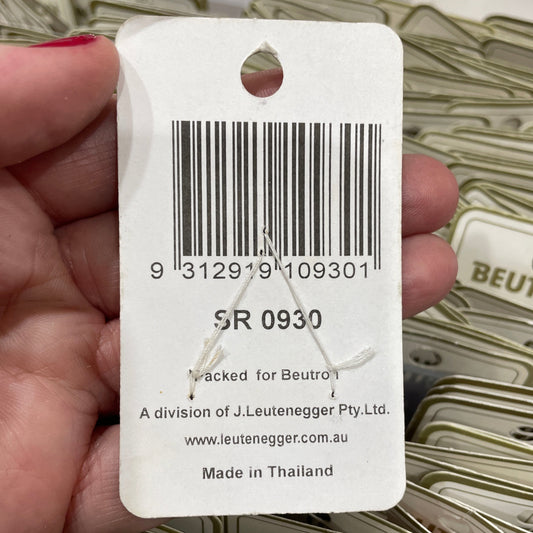 9 312919 109301
SR 0930
Packed for Beutron
A division of J.Leutenegger Pty.Ltd.
www.leutenegger.com.au
Made in Thailand
BEUT